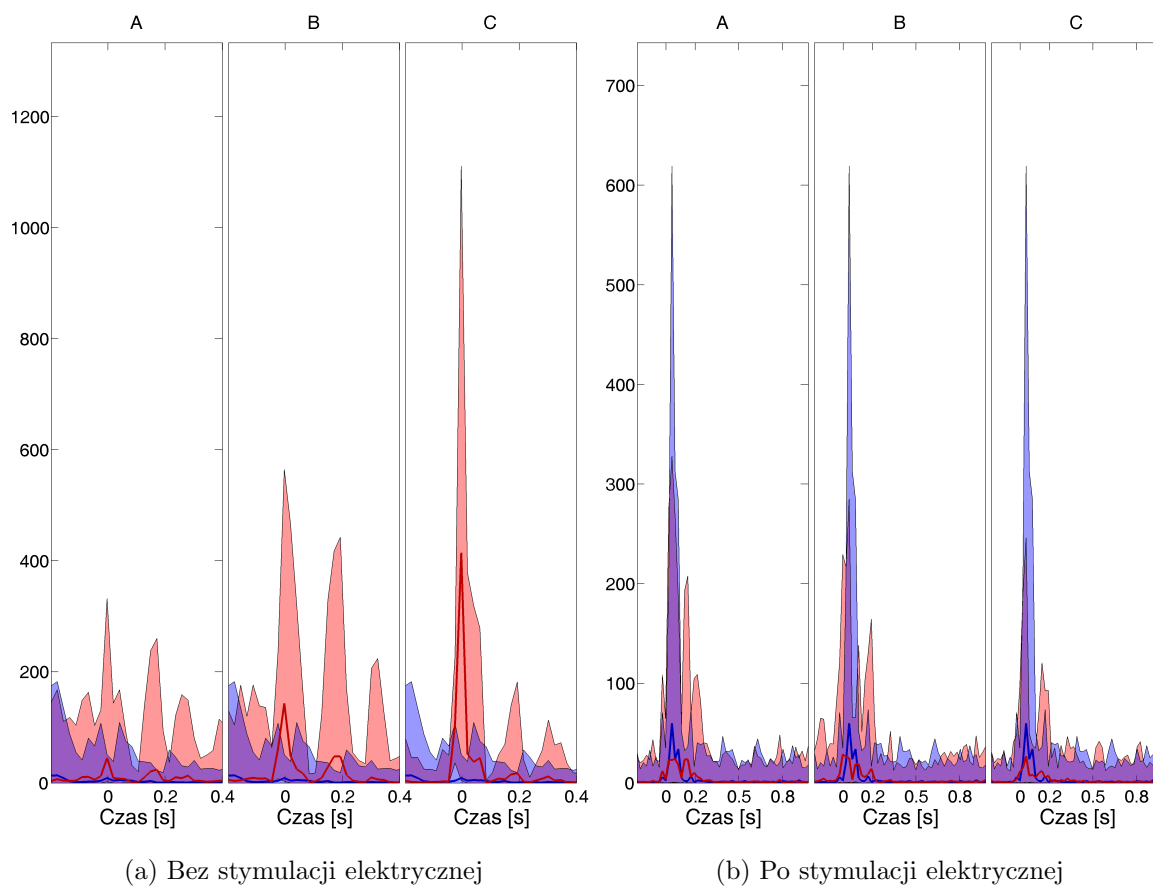 A B C A B C
1200
1000
800
600
400
200
0
0 0.2 0.4
0 0.2 0.4
0 0.2 0.4
Czas [s] Czas [s] Czas [s]
700
600
500
400
300
200
100
0
0 0.2 0.5 0.8
0 0.2 0.5 0.8
0 0.2 0.5 0.8
Czas [s] Czas [s] Czas [s]
(a) Bez stymulacji elektrycznej
(b) Po stymulacji elektrycznej